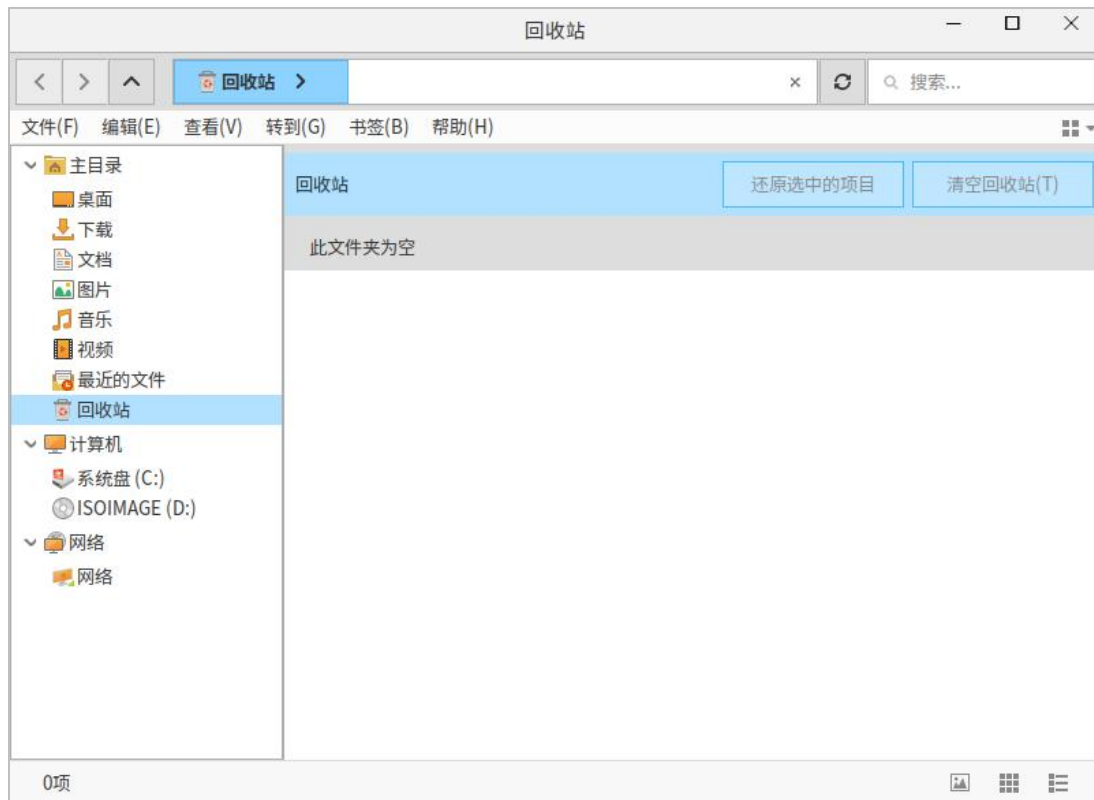 回收站
回收站
搜索...
文件(F) 编辑(E) 查看(V) 转到(G) 书签(B) 帮助(H)
主目录
桌面
下载
文档
图片
音乐
视频
最近的文件
回收站
计算机
系统盘 (C:)
ISOIMAGE (D:)
网络
网络
回收站 还原选中的项目 清空回收站(T)
此文件夹为空
0项